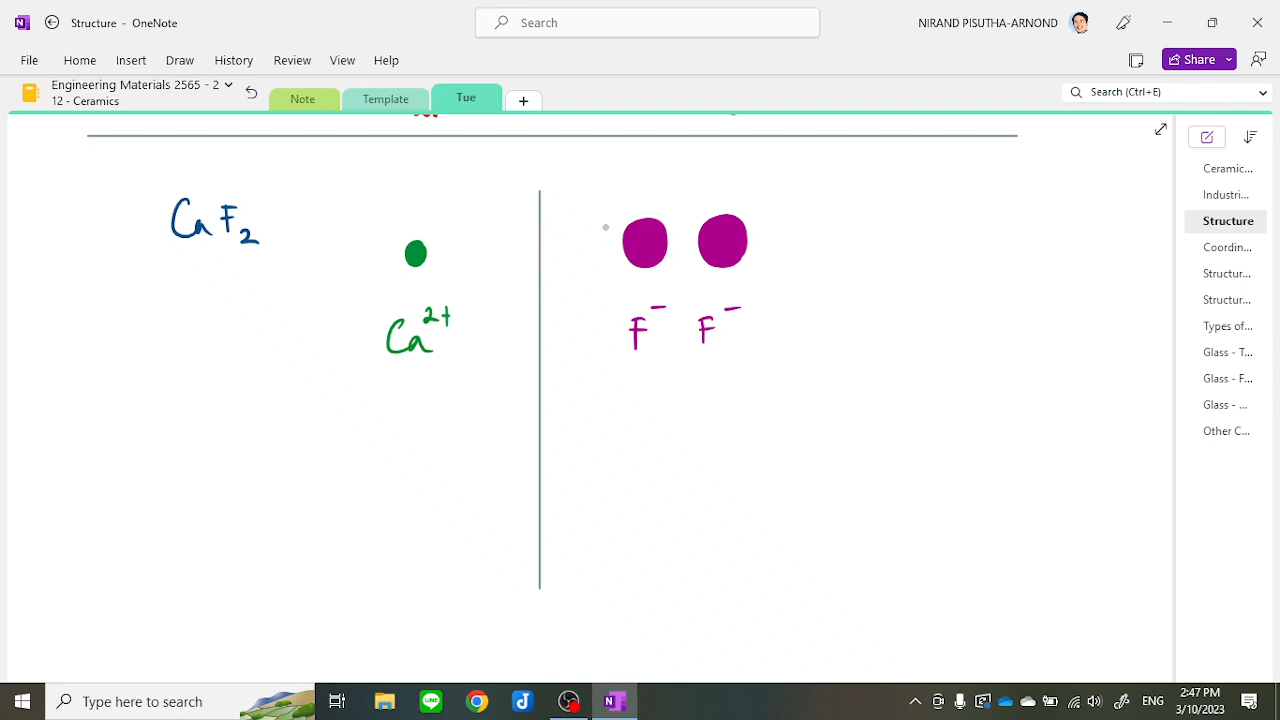 Structure - OneNote
Search
NIRAND PISUTHA-ARNOND
File Home Insert Draw History Review View Help
Share
Engineering Materials 2565 - 2
12 - Ceramics
Note Template Tue
Search (Ctrl+E)
Ceramic...
Industri...
Structure
Coordin...
Structur...
Structur...
Types of...
Glass - T...
Glass - F...
Glass - ...
Other C...
CaF2
Ca2+
F- F-
Type here to search
LINE
ENG
2:47 PM
3/10/2023